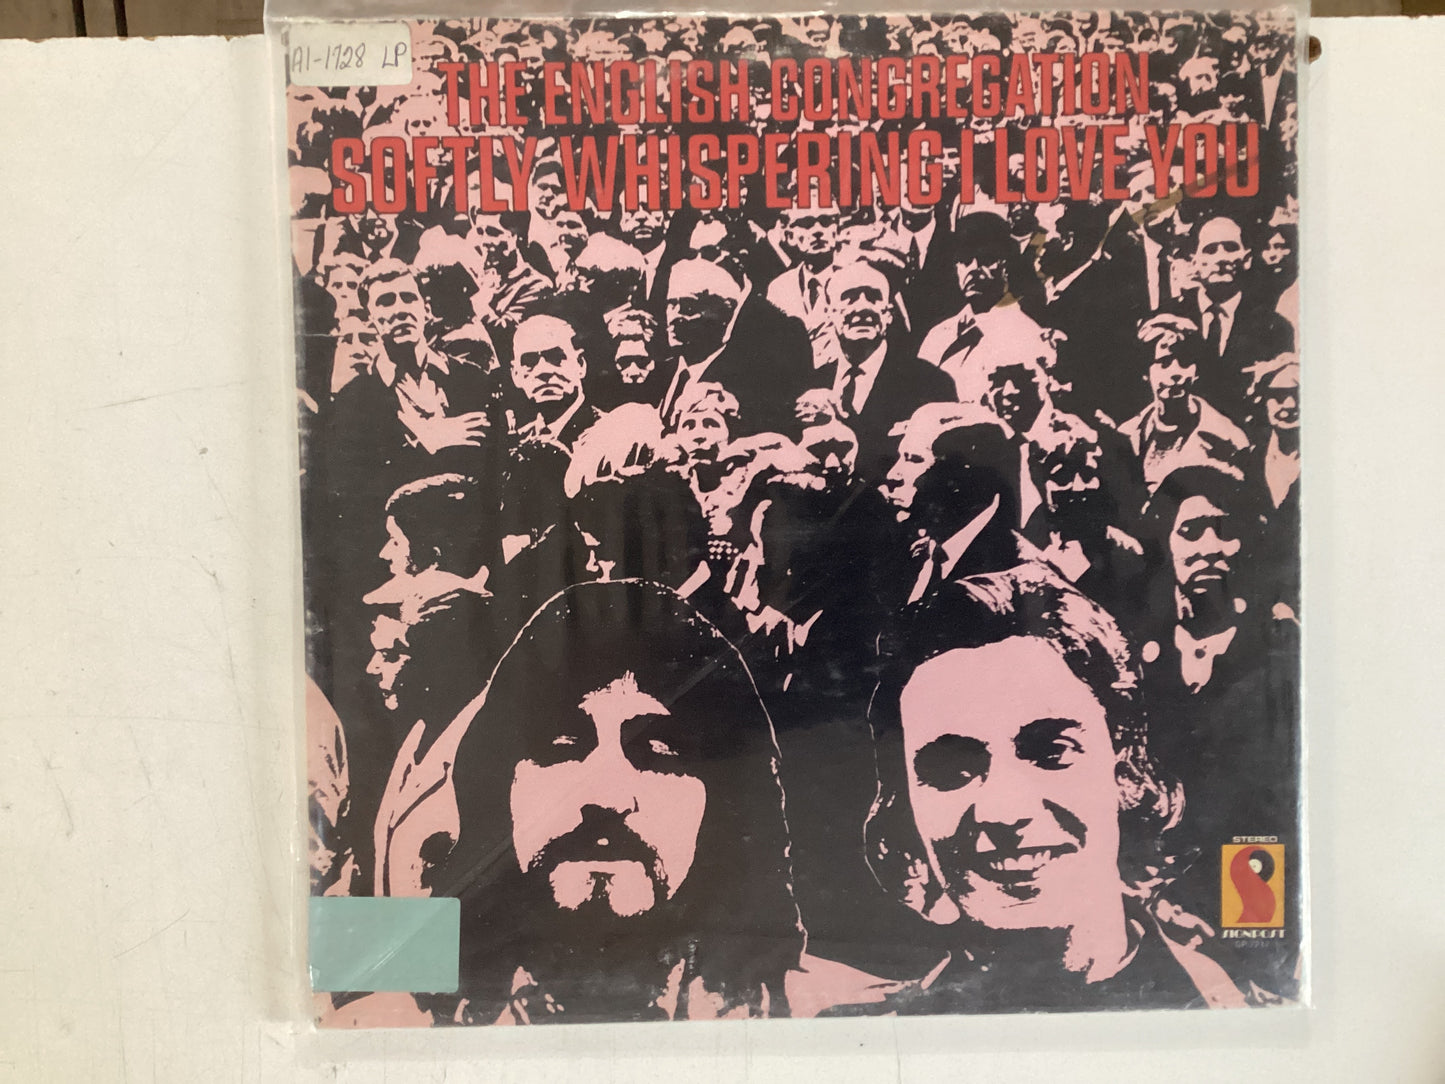 A1-1728 LP
THE ENGLISH CONGREGATION
SOFTLY WHISPERING I LOVE YOU
STEREO
SIGNPOST